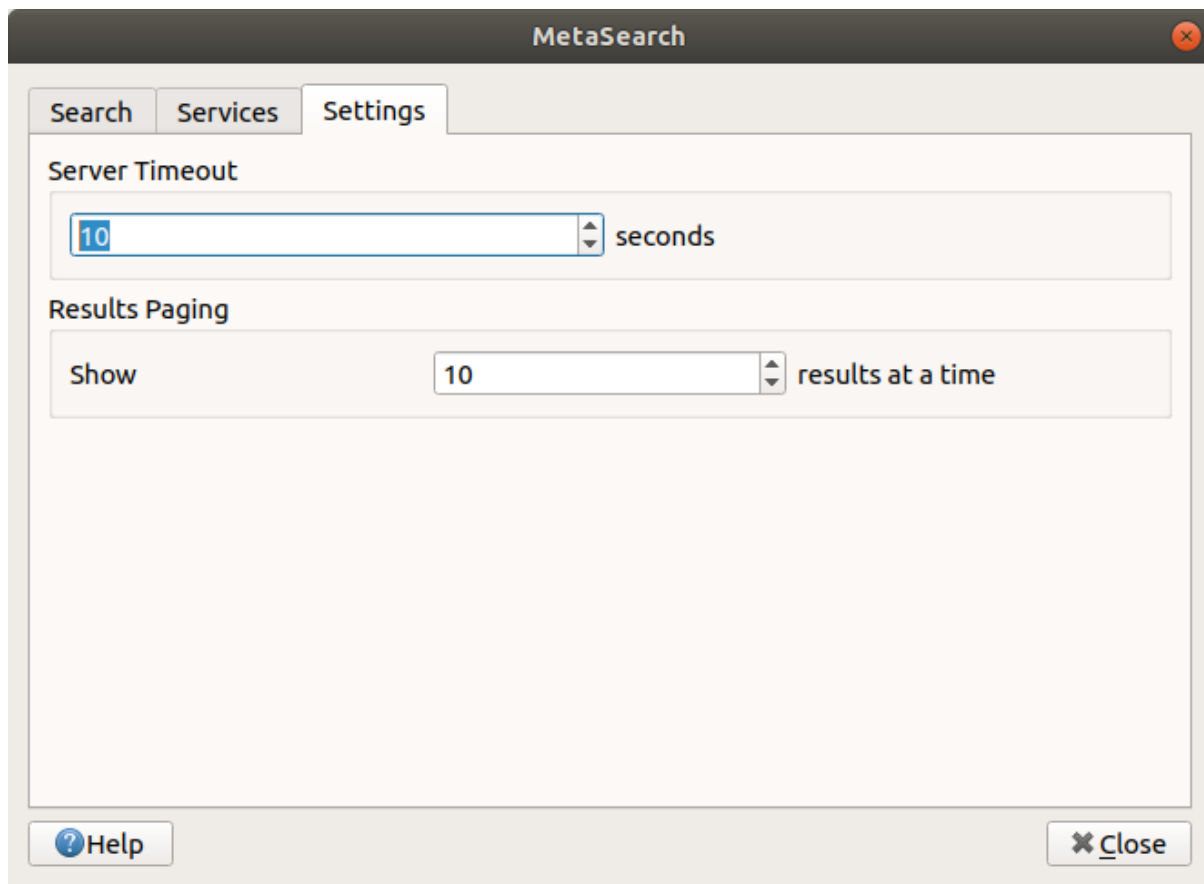 MetaSearch
Search Services Settings
Server Timeout
10 seconds
Results Paging
Show 10 results at a time
Help Close